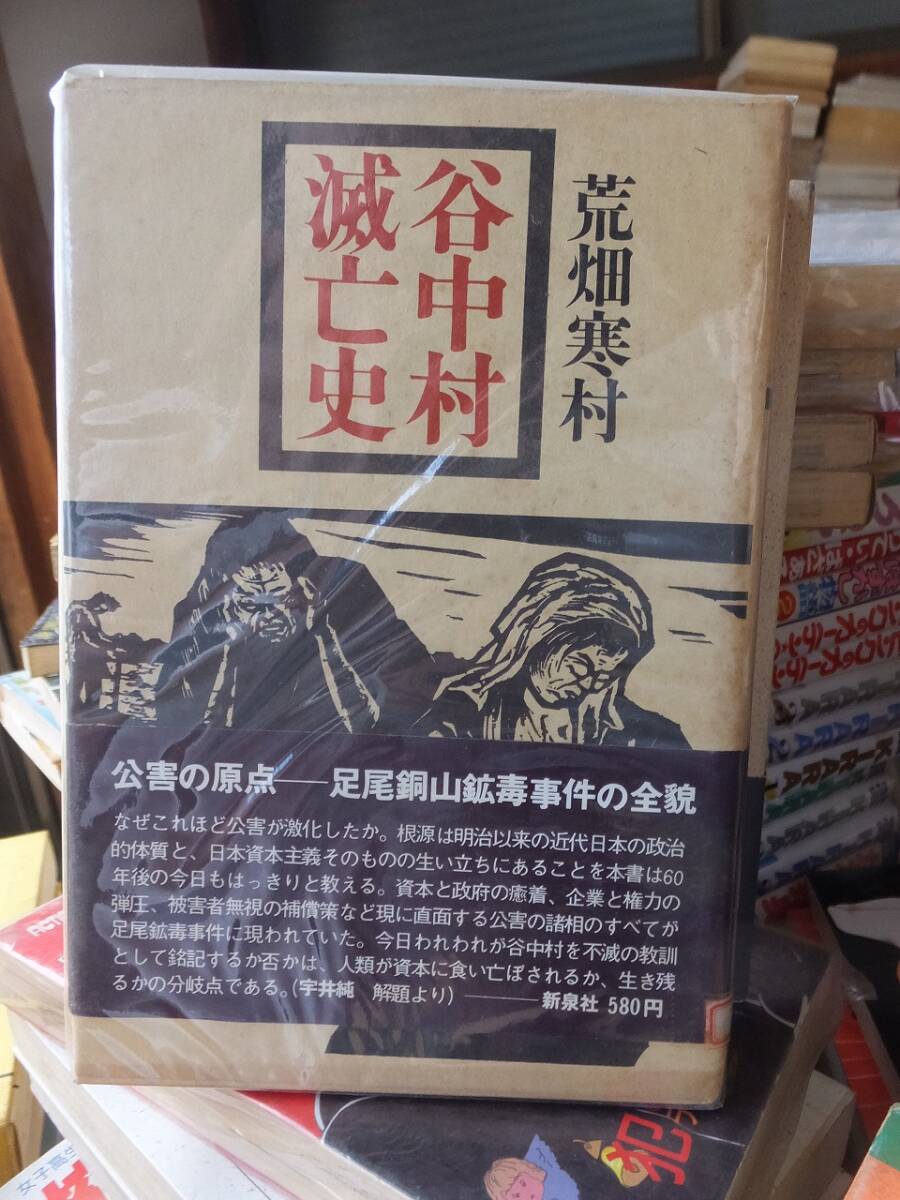 荒畑寒村
谷中村
滅亡史
公害の原点——足尾銅山鉱毒事件の全貌
なぜこれほど公害が激化したか。根源は明治以来の近代日本の政治
的体質と、日本資本主義そのものの生い立ちにあることを本書は60
年後の今日もはっきりと教える。資本と政府の癒着、企業と権力の
弾圧、被害者無視の補償策など現に直面する公害の諸相のすべてが
足尾鉱毒事件に現われていた。今日われわれが谷中村を不滅の教訓
として銘記するか否かは、人類が資本に食い亡ぼされるか、生き残
るかの分岐点である。(宇井純 解題より)——新泉社 580円
KIRARA
KIRARA
犯